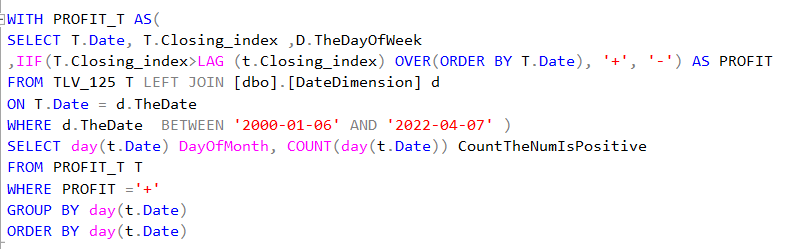 WITH PROFIT_T AS(
SELECT T.Date, T.Closing_index ,D.TheDayOfWeek
,IIF(T.Closing_index>LAG (t.Closing_index) OVER(ORDER BY T.Date), '+', '-') AS PROFIT
FROM TLV_125 T LEFT JOIN [dbo].[DateDimension] d
ON T.Date = d.TheDate
WHERE d.TheDate  BETWEEN '2000-01-06' AND '2022-04-07' )
SELECT day(t.Date) DayOfMonth, COUNT(day(t.Date)) CountTheNumIsPositive
FROM PROFIT_T T
WHERE PROFIT ='+'
GROUP BY day(t.Date)
ORDER BY day(t.Date)